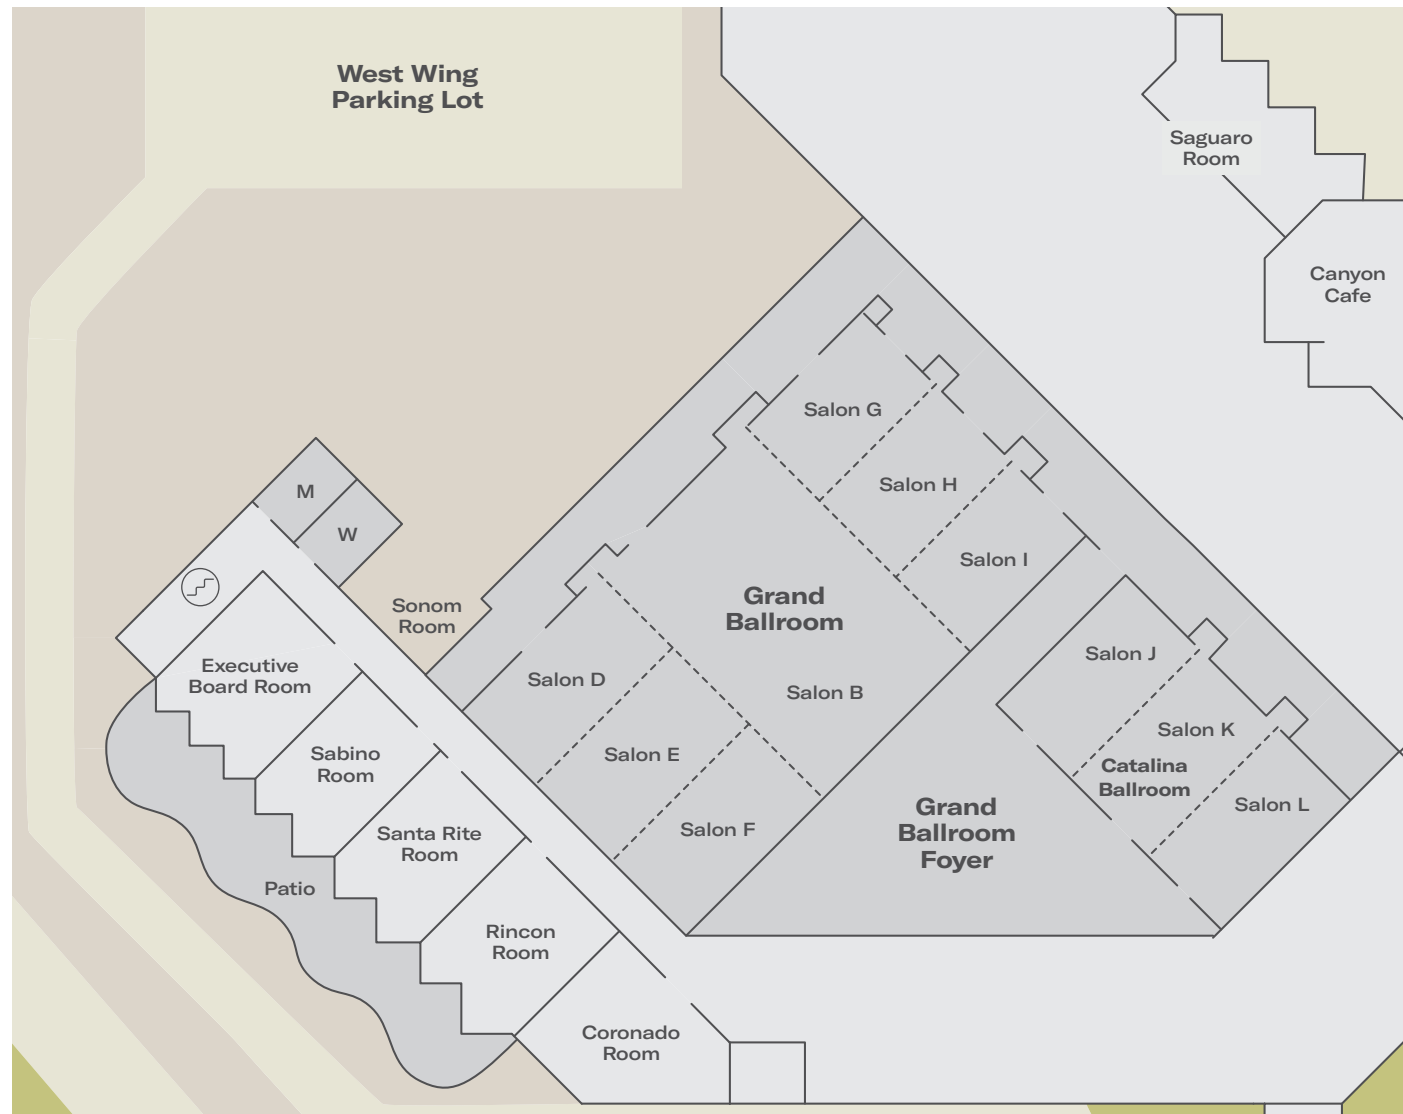 West Wing
Parking Lot
Saguaro
Room
Canyon
Cafe
Salon G
Salon H
M
W
Salon I
Grand
Ballroom
Sonom
Room
Executive
Board Room
Salon J
Salon D
Salon B
Salon K
Sabino
Room
Salon E
Catalina
Ballroom
Salon L
Grand
Ballroom
Foyer
Santa Rite
Room
Salon F
Patio
Rincon
Room
Coronado
Room